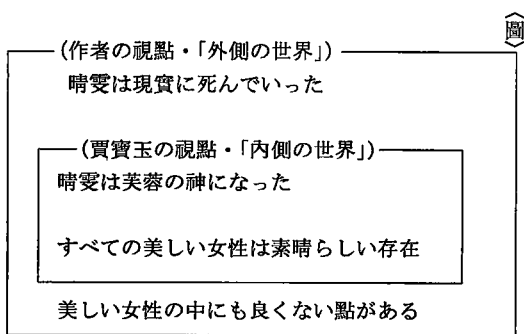 〔圖〕
(作者の視點・「外側の世界」)
晴雯は現實に死んでいった
(賈寶玉の視點・「內側の世界」)
晴雯は芙蓉の神になった
すべての美しい女性は素晴らしい存在
美しい女性の中にも良くない點がある